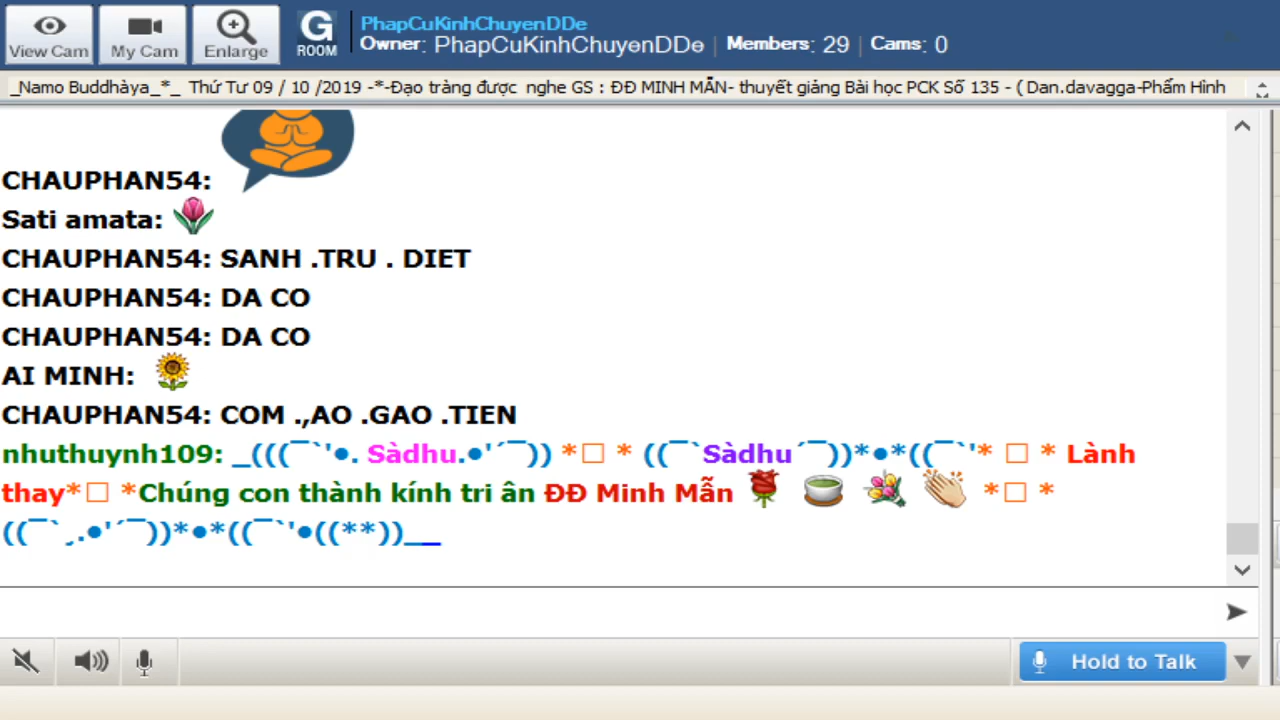 View Cam
My Cam
Enlarge
G
ROOM
PhapCuKinhChuyenDDe
Owner: PhapCuKinhChuyenDDe | Members: 29 | Cams: 0
_Namo Buddhàya_*_ Thứ Tư 09 / 10 /2019 -*-Đạo tràng được nghe GS : ĐĐ MINH MẪN- thuyết giảng Bài học PCK Số 135 - ( Dan.davagga-Phẩm Hình
CHAUPHAN54:
Sati amata:
CHAUPHAN54: SANH .TRU . DIET
CHAUPHAN54: DA CO
CHAUPHAN54: DA CO
AI MINH:
CHAUPHAN54: COM .,AO .GAO .TIEN
nhuthuynh109: _(((¯`'●. Sàdhu.●'´¯)) *□ * ((¯`Sàdhu´¯))*●*((¯`'* □ * Lành
thay*□ *Chúng con thành kính tri ân ĐĐ Minh Mẫn *□ *
((¯`¸.●'´¯))*●*((¯`'●((**))__
Hold to Talk